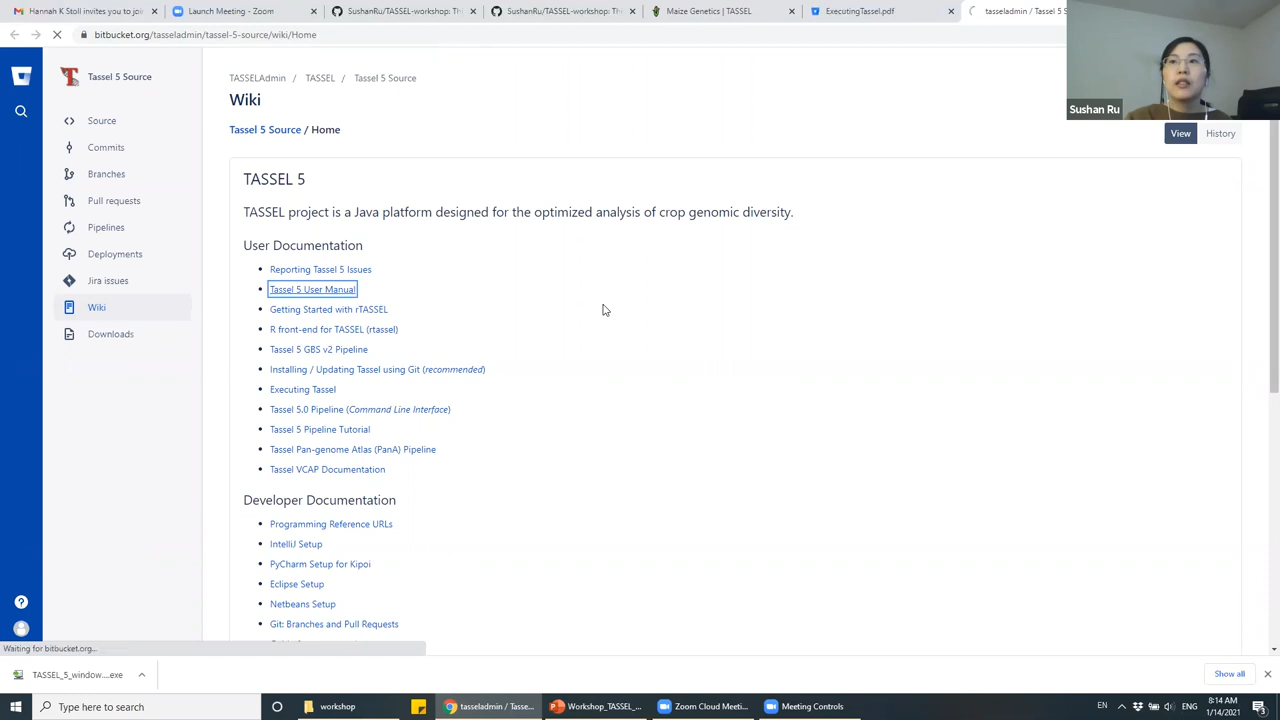 Hannah K Stoll invites you to join
Launch Meeting - Zoom
SushanRu/TASSEL-workshop: Th
SushanRu/TASSEL-workshop: The
Maize Genetics | TASSEL
ExecutingTassel.pdf
tasseladmin / Tassel 5
bitbucket.org/tasseladmin/tassel-5-source/wiki/Home
Sushan Ru
Tassel 5 Source
Source
Commits
Branches
Pull requests
Pipelines
Deployments
Jira issues
Wiki
Downloads
TASSELAdmin / TASSEL / Tassel 5 Source
Wiki
Tassel 5 Source / Home
View
History
TASSEL 5
TASSEL project is a Java platform designed for the optimized analysis of crop genomic diversity.
User Documentation
• Reporting Tassel 5 Issues
• Tassel 5 User Manual
• Getting Started with rTASSEL
• R front-end for TASSEL (rtassel)
• Tassel 5 GBS v2 Pipeline
• Installing / Updating Tassel using Git (recommended)
• Executing Tassel
• Tassel 5.0 Pipeline (Command Line Interface)
• Tassel 5 Pipeline Tutorial
• Tassel Pan-genome Atlas (PanA) Pipeline
• Tassel VCAP Documentation
Developer Documentation
• Programming Reference URLs
• IntelliJ Setup
• PyCharm Setup for Kipoi
• Eclipse Setup
• Netbeans Setup
• Git: Branches and Pull Requests
Waiting for bitbucket.org...
TASSEL_5_window....exe
Show all
Type here to search
workshop
tasseladmin / Tasse...
Workshop_TASSEL_...
Zoom Cloud Meeti...
Meeting Controls
EN
8:14 AM
1/14/2021
3